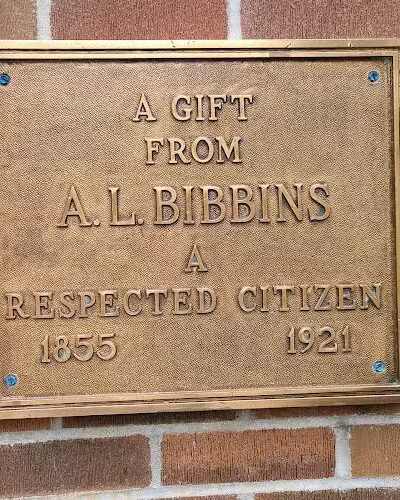 A GIFT
FROM
A. L. BIBBINS
A
RESPECTED CITIZEN
1855 1921